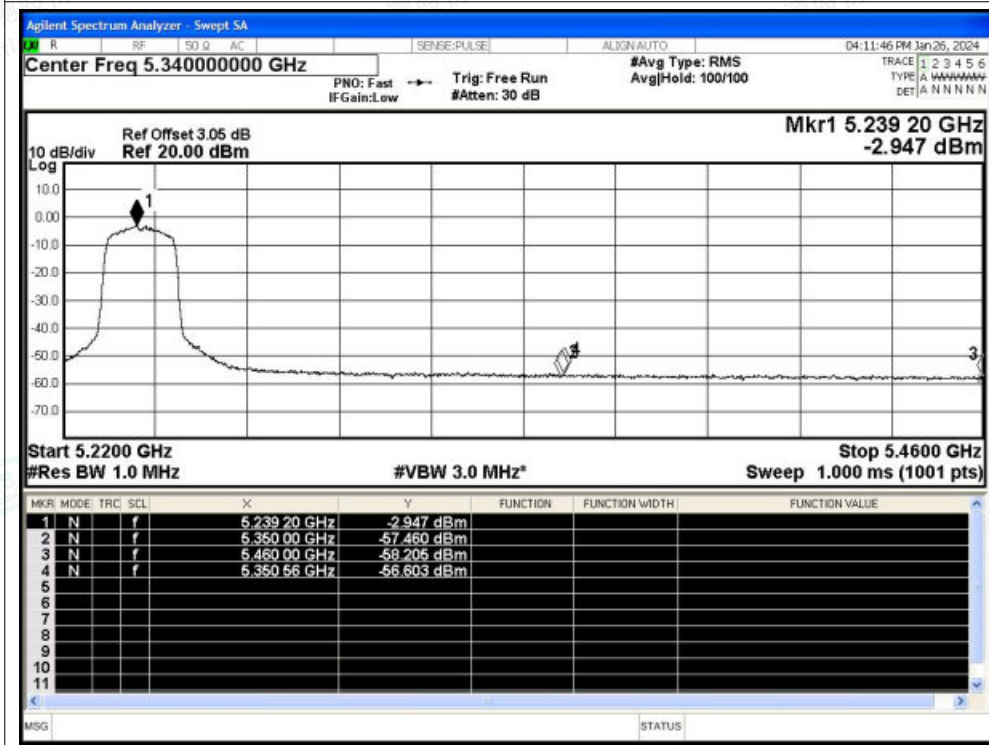 Agilent Spectrum Analyzer - Swept SA
R RF 50 Ω AC SENSE:PULSE ALIGN AUTO 04:11:46 PM Jan 26, 2024
Center Freq 5.340000000 GHz
PNO: Fast
IFGain:Low
Trig: Free Run
#Atten: 30 dB
#Avg Type: RMS
Avg|Hold: 100/100
TRACE 1 2 3 4 5 6
TYPE A WWWWW
DET A N N N N N
Ref Offset 3.05 dB
10 dB/div Ref 20.00 dBm
Log
Mkr1 5.239 20 GHz
-2.947 dBm
10.0
0.00
-10.0
-20.0
-30.0
-40.0
-50.0
-60.0
-70.0
1
3
Start 5.2200 GHz Stop 5.4600 GHz
#Res BW 1.0 MHz #VBW 3.0 MHz* Sweep 1.000 ms (1001 pts)
MKR MODE TRC SCL X Y FUNCTION FUNCTION WIDTH FUNCTION VALUE
1 N f 5.239 20 GHz -2.947 dBm
2 N f 5.350 00 GHz -57.460 dBm
3 N f 5.460 00 GHz -58.205 dBm
4 N f 5.350 56 GHz -56.603 dBm
5
6
7
8
9
10
11
MSG STATUS